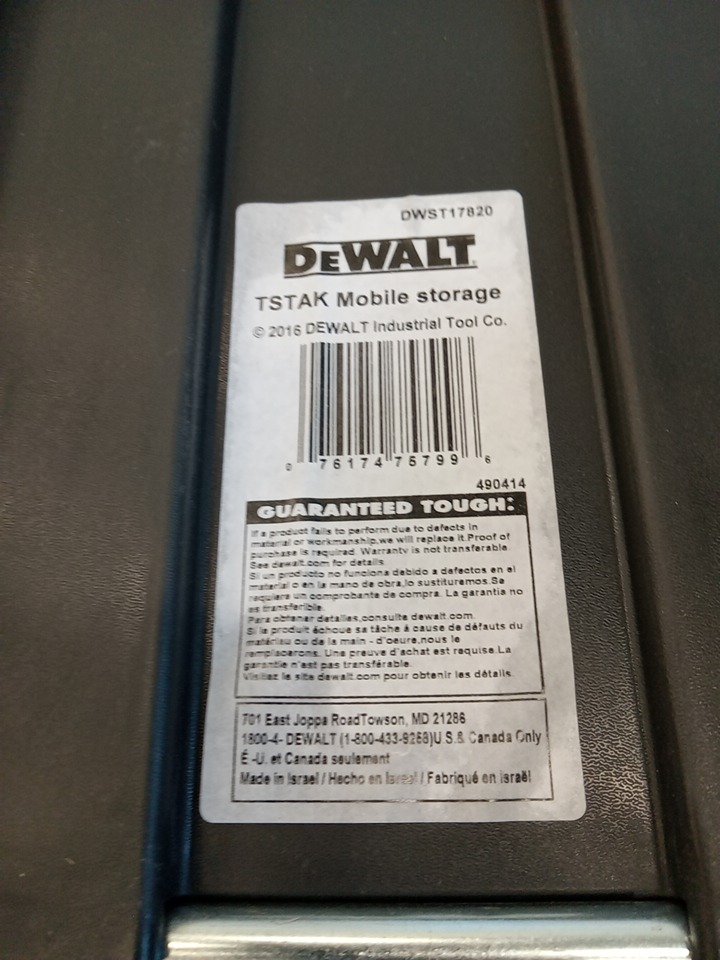 DWST17820
DEWALT
TSTAK Mobile storage
© 2016 DEWALT Industrial Tool Co.
0 76174 75799 6
490414
GUARANTEED TOUGH:
If a product fails to perform due to defects in
material or workmanship,we will replace it.Proof of
purchase is required. Warranty is not transferable
See dewalt.com for details
Si un producto no funciona debido a defectos en el
material o en la mano de obra,lo sustituremos.Se
requiere un comprobante de compra. La garantia no
es transferible.
Para obtener detalles,consulte dewalt.com
Si le produit échoue sa tâche à cause de défauts du
matériau ou de la main - d'oeure,nous le
remplacerons. Une preuve d'achat est requise.La
garantie n'est pas transférable.
Visitez le site dewalt.com pour obtenir les détails.
701 East Joppa RoadTowson, MD 21286
1800-4- DEWALT (1-800-433-9258)U S.& Canada Only
É -U. et Canada seulement
Made in Israel / Hecho en Israel / Fabriqué en israël